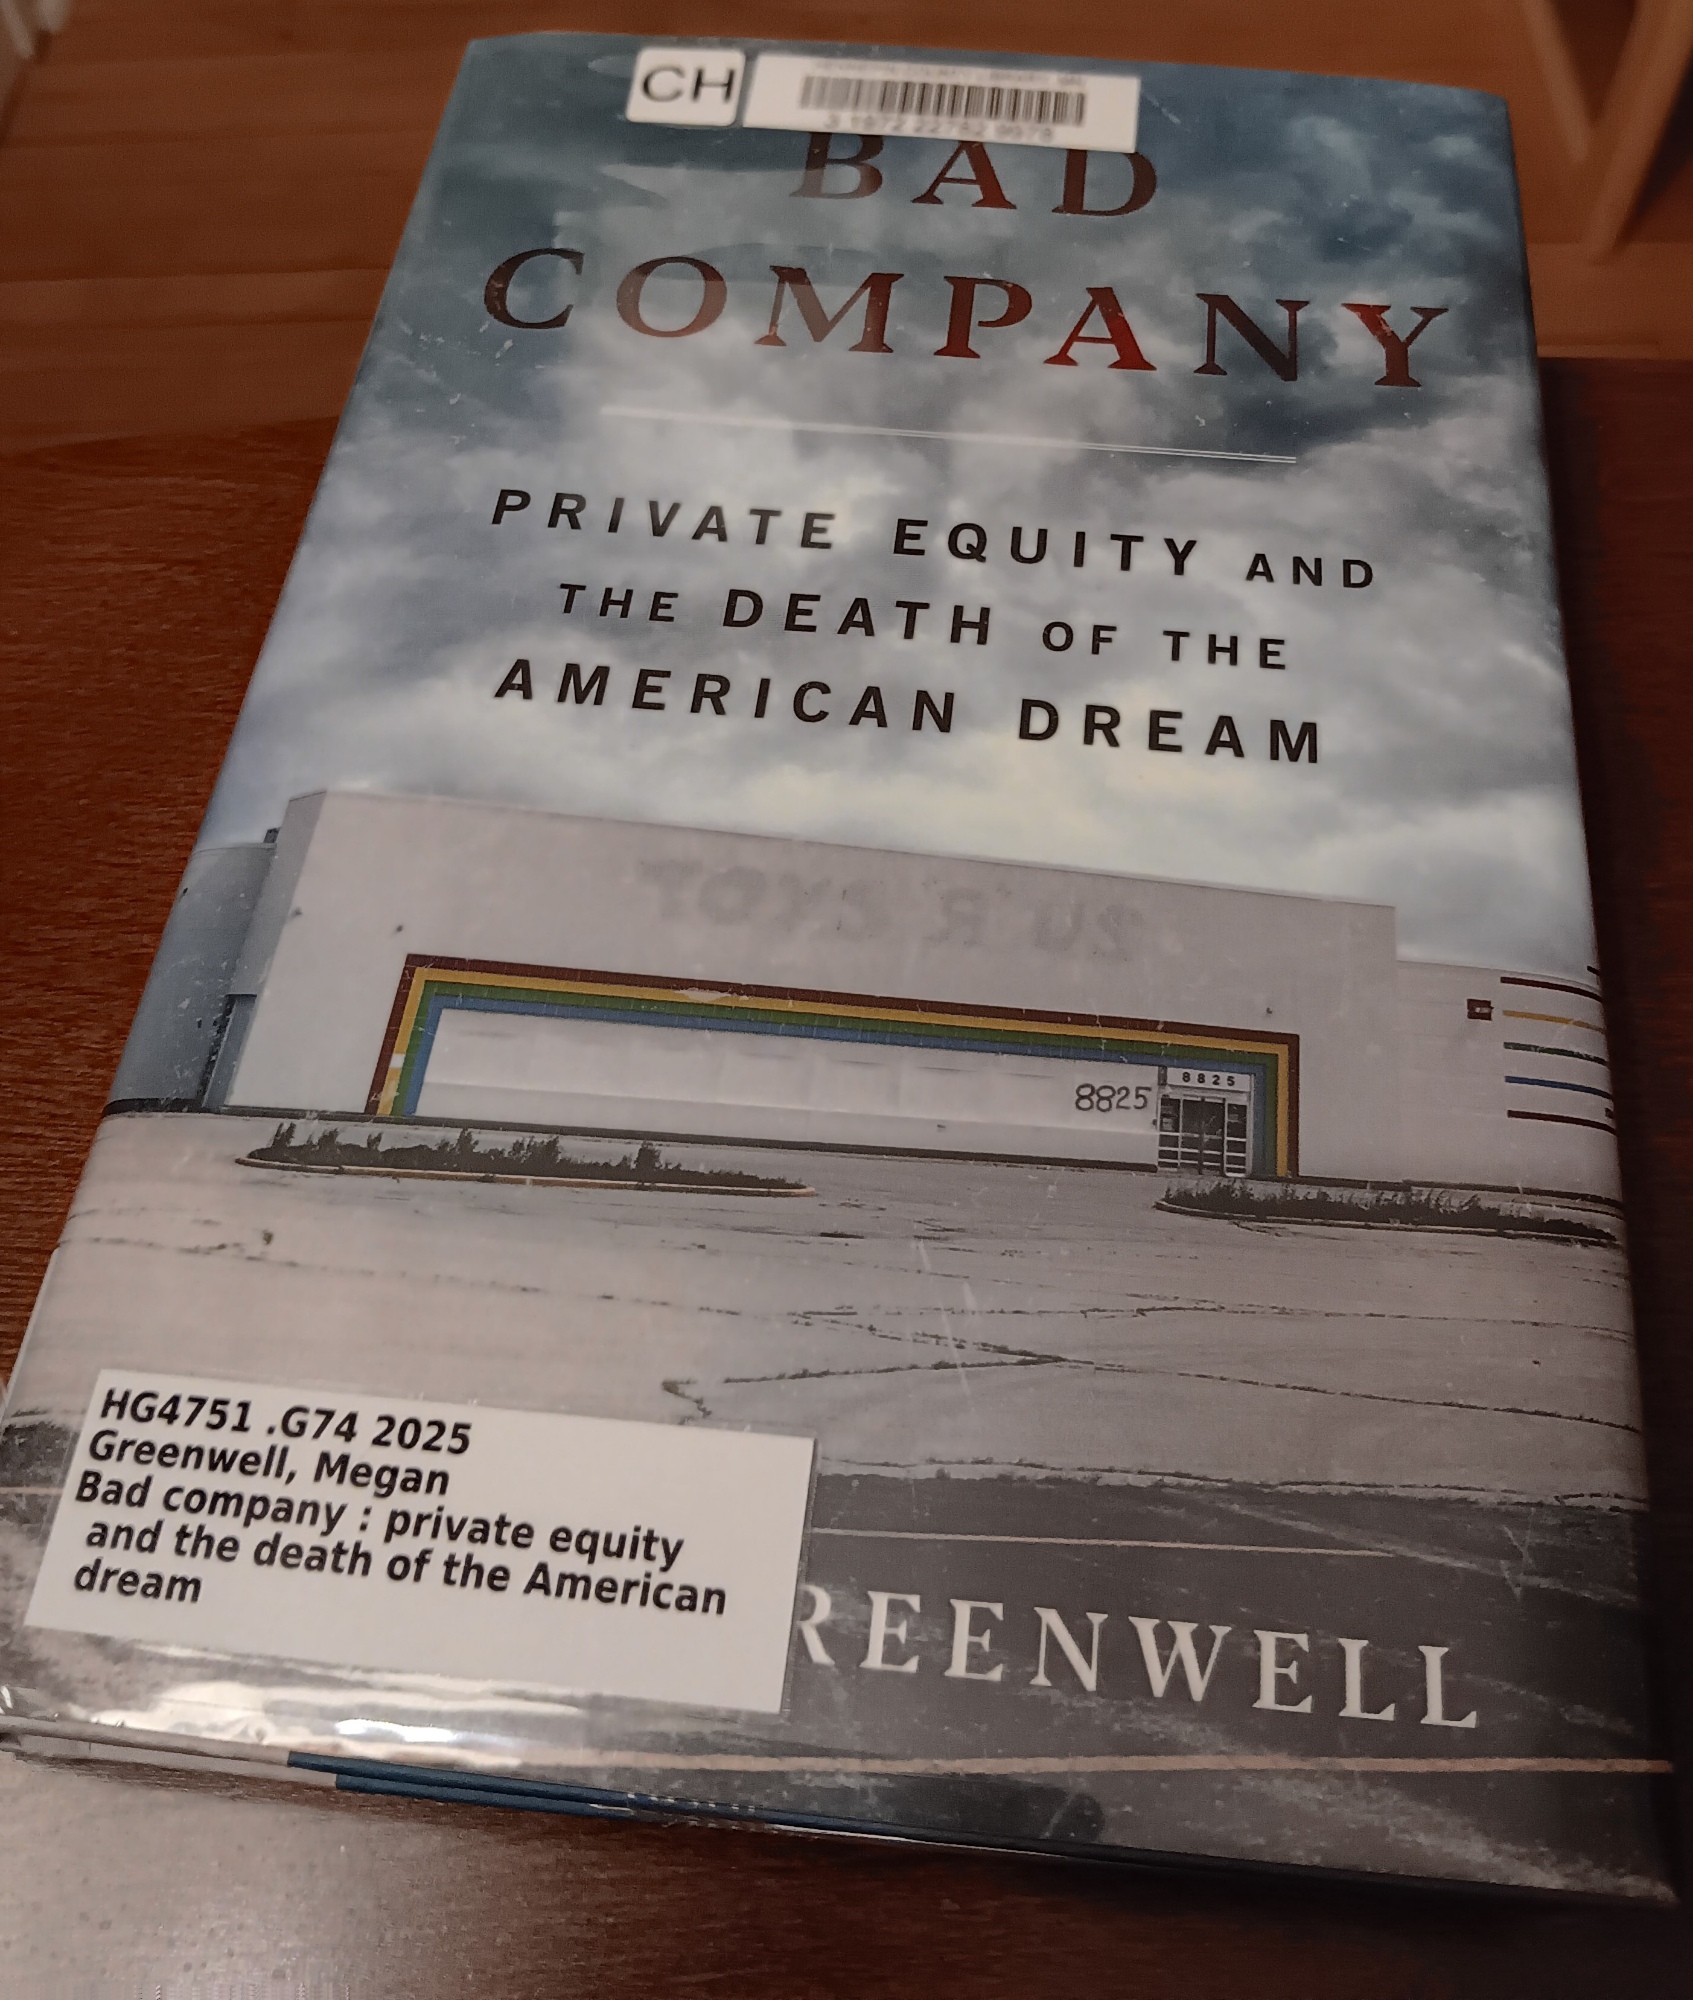 CH
BAD
COMPANY
PRIVATE EQUITY AND
THE DEATH OF THE
AMERICAN DREAM
8825
8825
HG4751 .G74 2025
Greenwell, Megan
Bad company : private equity
and the death of the American
dream
REENWELL